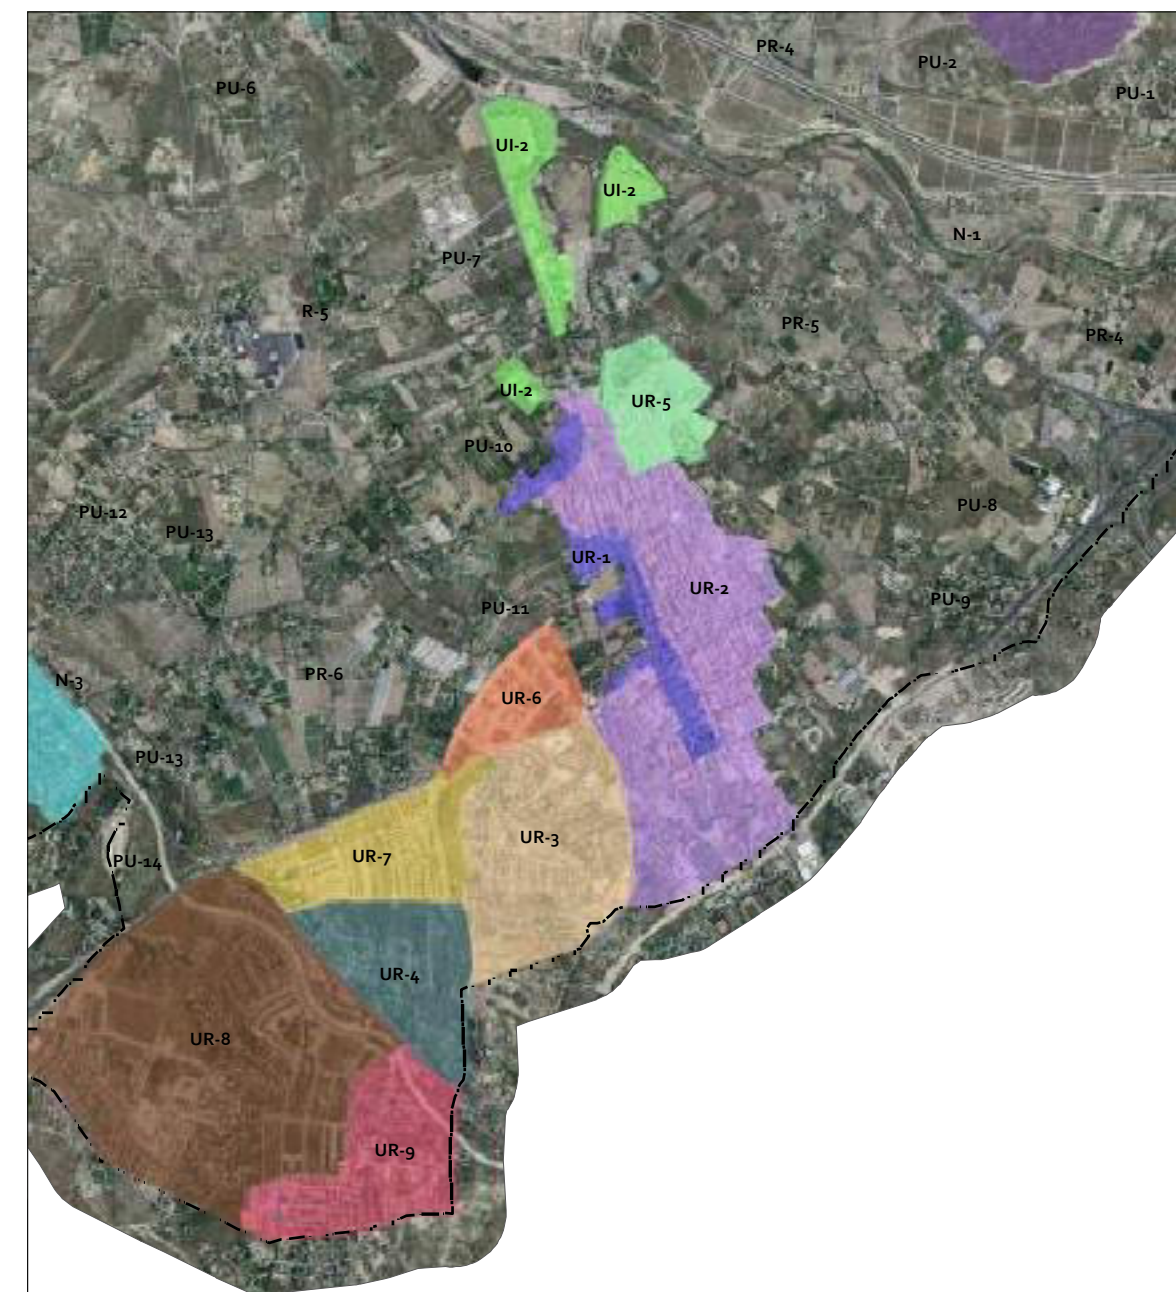 PR-4
PU-2
PU-6
PU-1
UI-2
UI-2
N-1
PU-7
R-5
PR-5
PR-4
UI-2
UR-5
PU-10
PU-12
PU-8
PU-13
UR-1
UR-2
PU-9
PU-11
PR-6
N-3
UR-6
PU-13
UR-3
UR-7
PU-14
UR-4
UR-8
UR-9